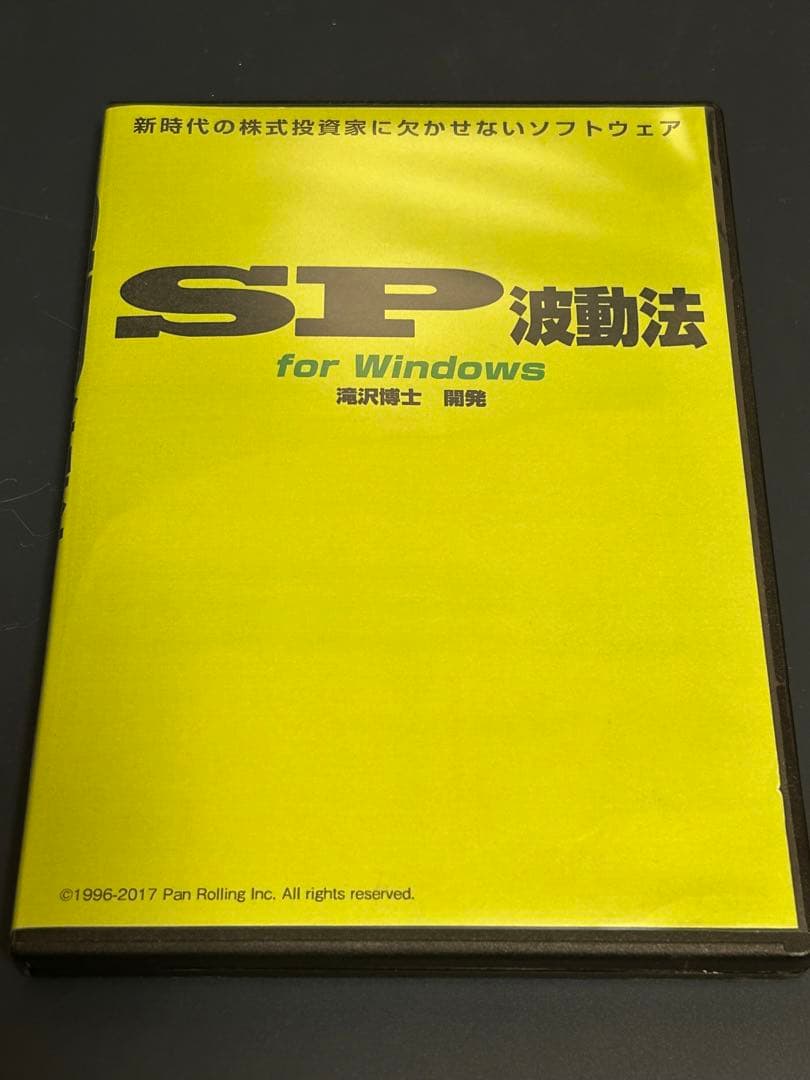 新時代の株式投資家に欠かせないソフトウェア
SP波動法
for Windows
滝沢博士 開発
©1996-2017 Pan Rolling Inc. All rights reserved.